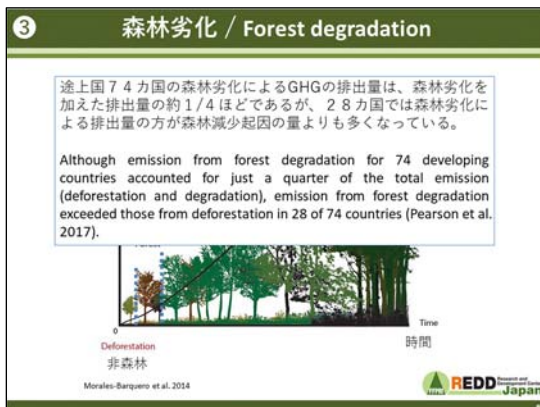 ❸
森林劣化 / Forest degradation
途上国７４カ国の森林劣化によるGHGの排出量は、森林劣化を
加えた排出量の約1/4ほどであるが、２８カ国では森林劣化に
よる排出量の方が森林減少起因の量よりも多くなっている。
Although emission from forest degradation for 74 developing
countries accounted for just a quarter of the total emission
(deforestation and degradation), emission from forest degradation
exceeded those from deforestation in 28 of 74 countries (Pearson et al.
2017).
0
Time
時間
Deforestation
非森林
Morales-Barquero et al. 2014
REDD Research and
Development Center
Japan